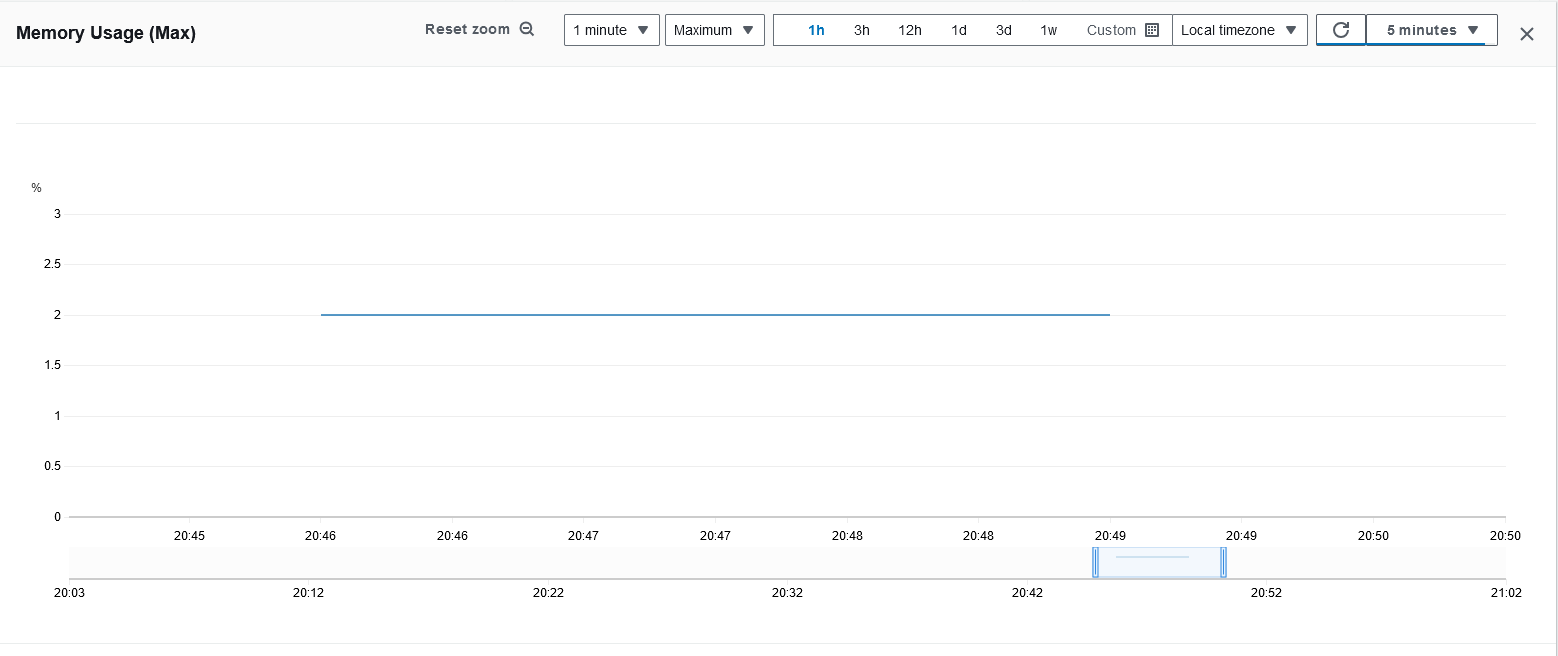 Memory Usage (Max)
Reset zoom
1 minute
Maximum
1h 3h 12h 1d 3d 1w Custom
Local timezone
5 minutes
%
3
2.5
2
1.5
1
0.5
0
20:45 20:46 20:46 20:47 20:47 20:48 20:48 20:49 20:49 20:50 20:50
20:03 20:12 20:22 20:32 20:42 20:52 21:02